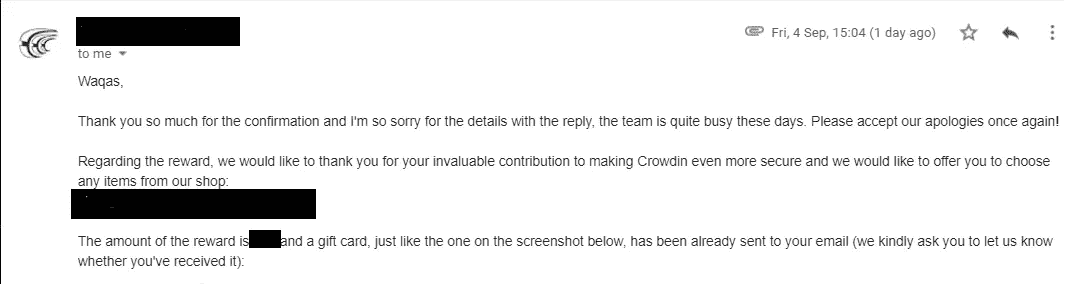 Fri, 4 Sep, 15:04 (1 day ago)
to me
Waqas,
Thank you so much for the confirmation and I'm so sorry for the details with the reply, the team is quite busy these days. Please accept our apologies once again!
Regarding the reward, we would like to thank you for your invaluable contribution to making Crowdin even more secure and we would like to offer you to choose
any items from our shop:
The amount of the reward is and a gift card, just like the one on the screenshot below, has been already sent to your email (we kindly ask you to let us know
whether you've received it):